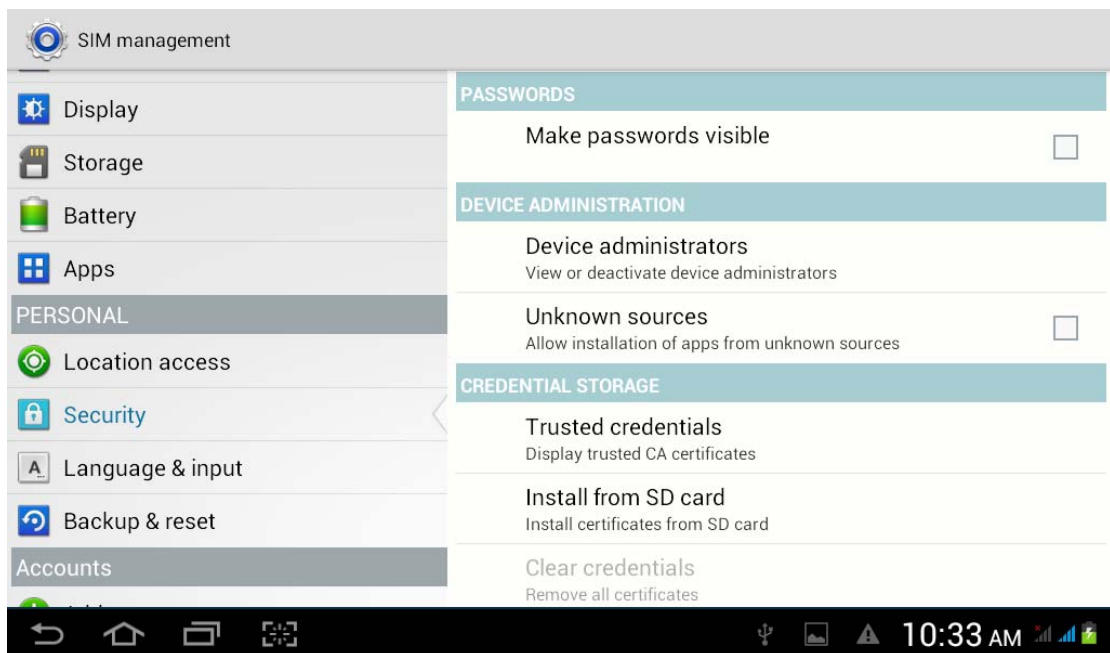 SIM management
Display
Storage
Battery
Apps
PERSONAL
Location access
Security
Language & input
Backup & reset
Accounts
PASSWORDS
Make passwords visible
DEVICE ADMINISTRATION
Device administrators
View or deactivate device administrators
Unknown sources
Allow installation of apps from unknown sources
CREDENTIAL STORAGE
Trusted credentials
Display trusted CA certificates
Install from SD card
Install certificates from SD card
Clear credentials
Remove all certificates
10:33 AM